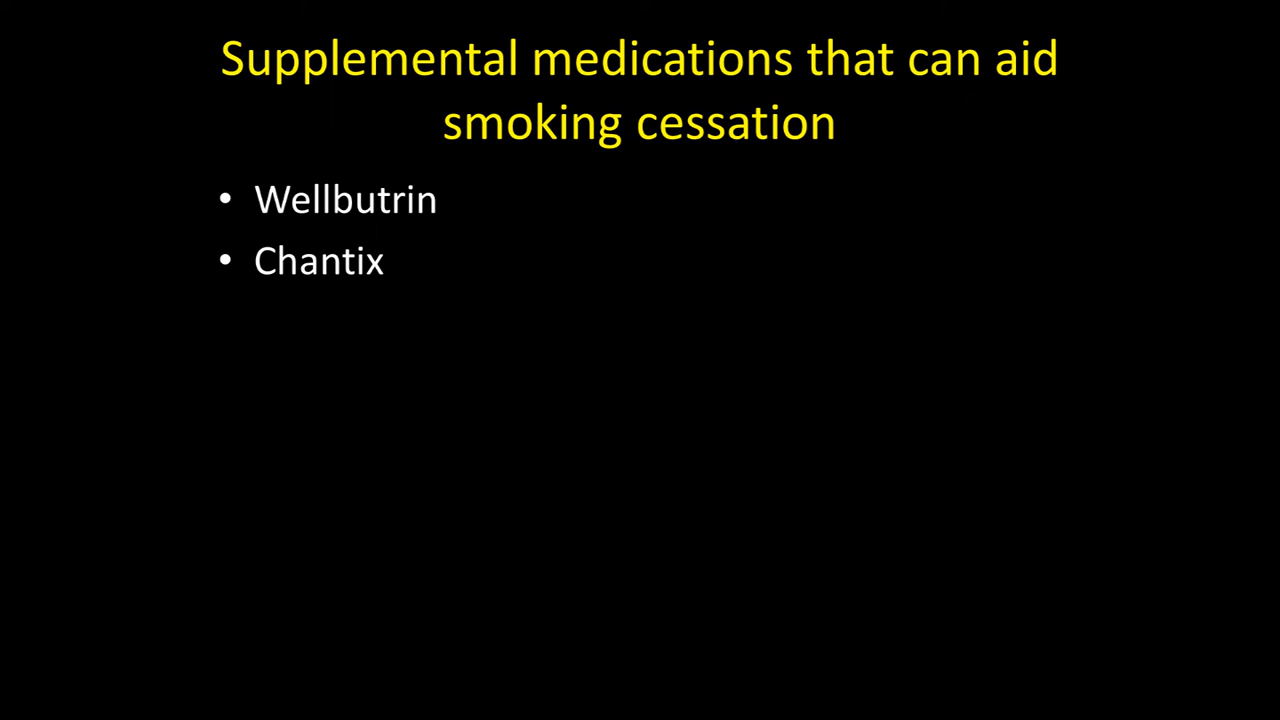 Supplemental medications that can aid
smoking cessation
• Wellbutrin
• Chantix